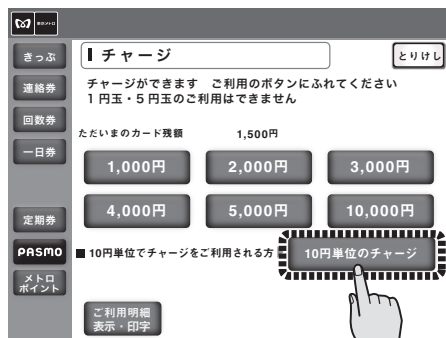 東京メトロ
きっぷ
チャージ
とりけし
連絡券
チャージができます ご利用のボタンにふれてください
1円玉・5円玉のご利用はできません
回数券
ただいまのカード残額 1,500円
一日券
1,000円 2,000円 3,000円
定期券
4,000円 5,000円 10,000円
PASMO
■10円単位でチャージをご利用される方 10円単位のチャージ
メトロ
ポイント
ご利用明細
表示・印字